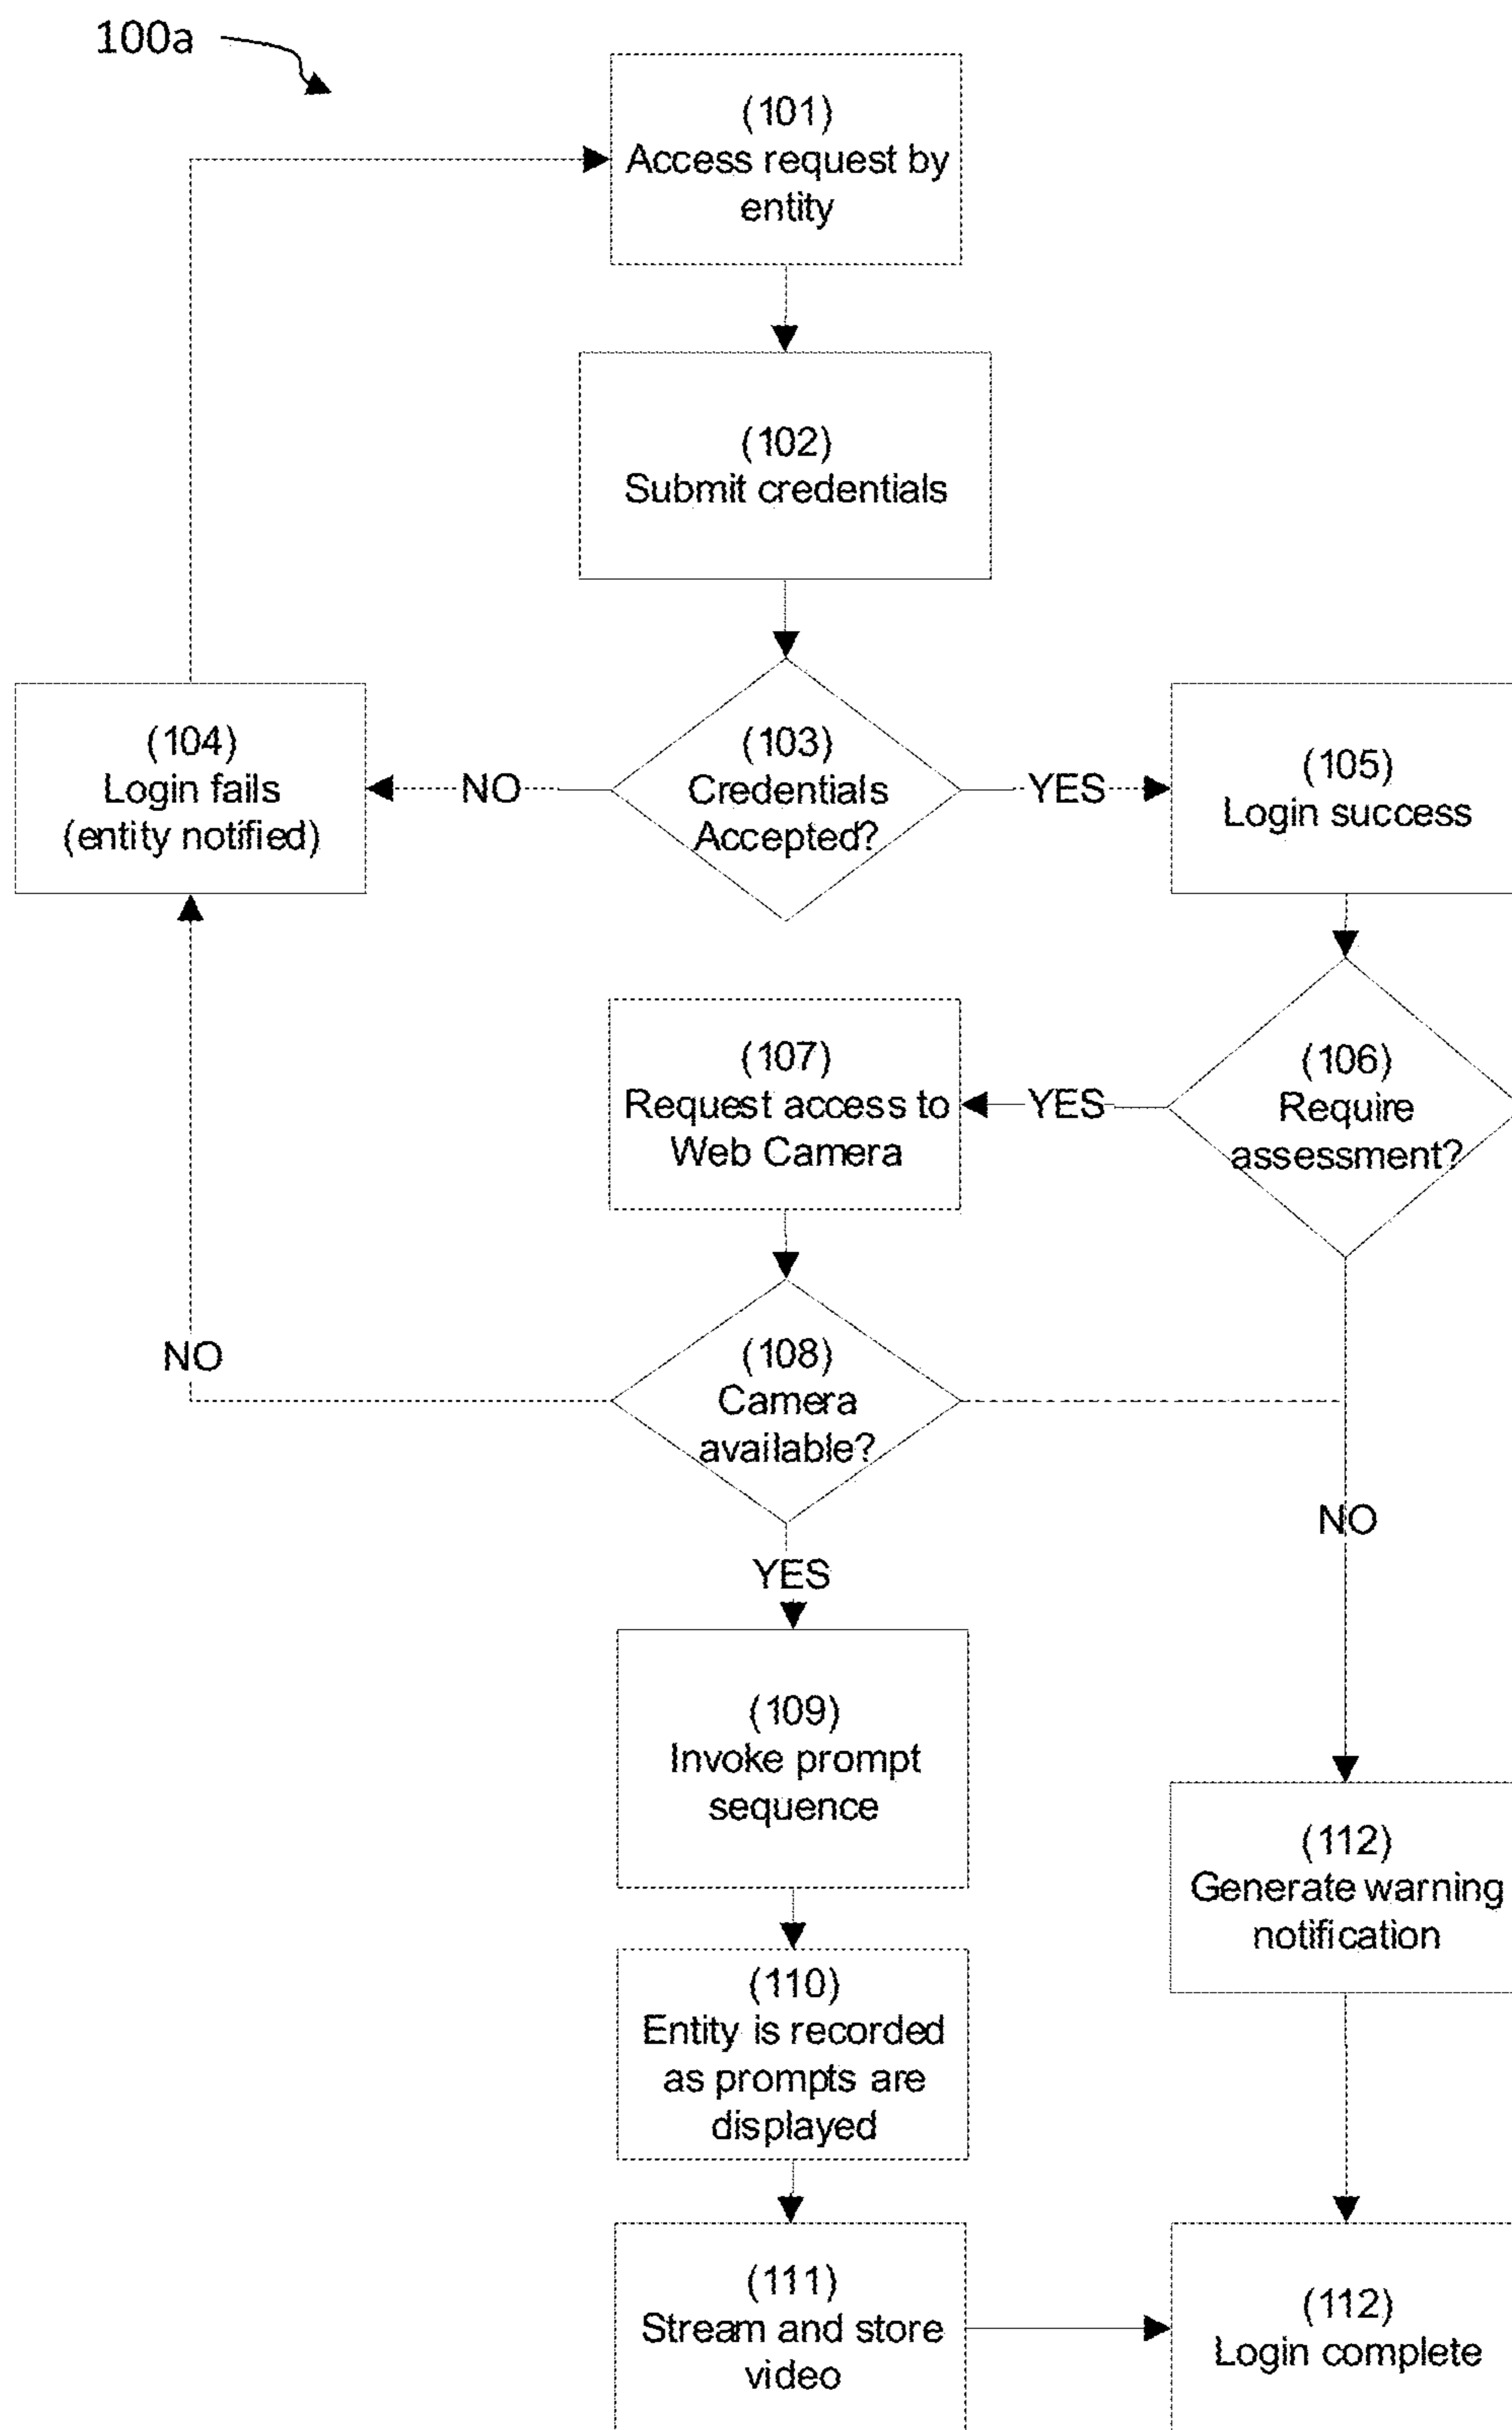 100a
(101)
Access request by
entity
(102)
Submit credentials
(103)
Credentials
Accepted?
NO
YES
(104)
Login fails
(entity notified)
(105)
Login success
(106)
Require
assessment?
YES
(107)
Request access to
Web Camera
(108)
Camera
available?
NO
NO
YES
(109)
Invoke prompt
sequence
(112)
Generate warning
notification
(110)
Entity is recorded
as prompts are
displayed
(111)
Stream and store
video
(112)
Login complete